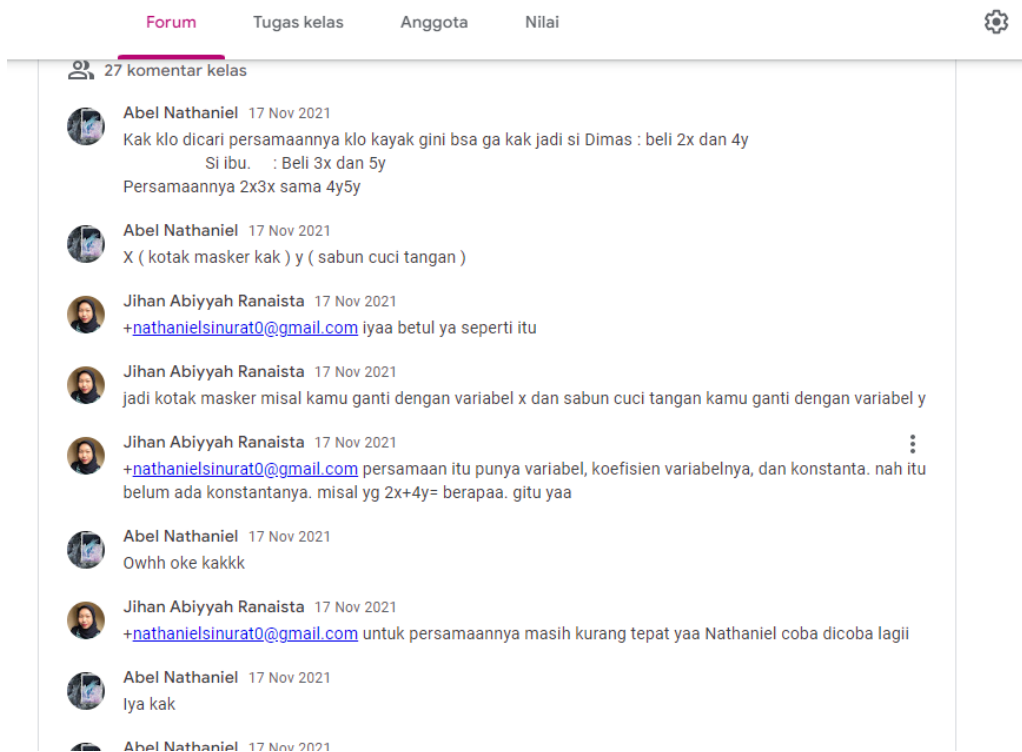 Forum Tugas kelas Anggota Nilai
27 komentar kelas
Abel Nathaniel 17 Nov 2021
Kak klo dicari persamaannya klo kayak gini bsa ga kak jadi si Dimas : beli 2x dan 4y
Si ibu. : Beli 3x dan 5y
Persamaannya 2x3x sama 4y5y
Abel Nathaniel 17 Nov 2021
X ( kotak masker kak ) y ( sabun cuci tangan )
Jihan Abiyyah Ranaista 17 Nov 2021
+nathanielsinurat0@gmail.com iyaa betul ya seperti itu
Jihan Abiyyah Ranaista 17 Nov 2021
jadi kotak masker misal kamu ganti dengan variabel x dan sabun cuci tangan kamu ganti dengan variabel y
Jihan Abiyyah Ranaista 17 Nov 2021
+nathanielsinurat0@gmail.com persamaan itu punya variabel, koefisien variabelnya, dan konstanta. nah itu
belum ada konstantanya. misal yg 2x+4y= berapaa. gitu yaa
Abel Nathaniel 17 Nov 2021
Owhh oke kakkk
Jihan Abiyyah Ranaista 17 Nov 2021
+nathanielsinurat0@gmail.com untuk persamaannya masih kurang tepat yaa Nathaniel coba dicoba lagii
Abel Nathaniel 17 Nov 2021
Iya kak
Abel Nathaniel 17 Nov 2021